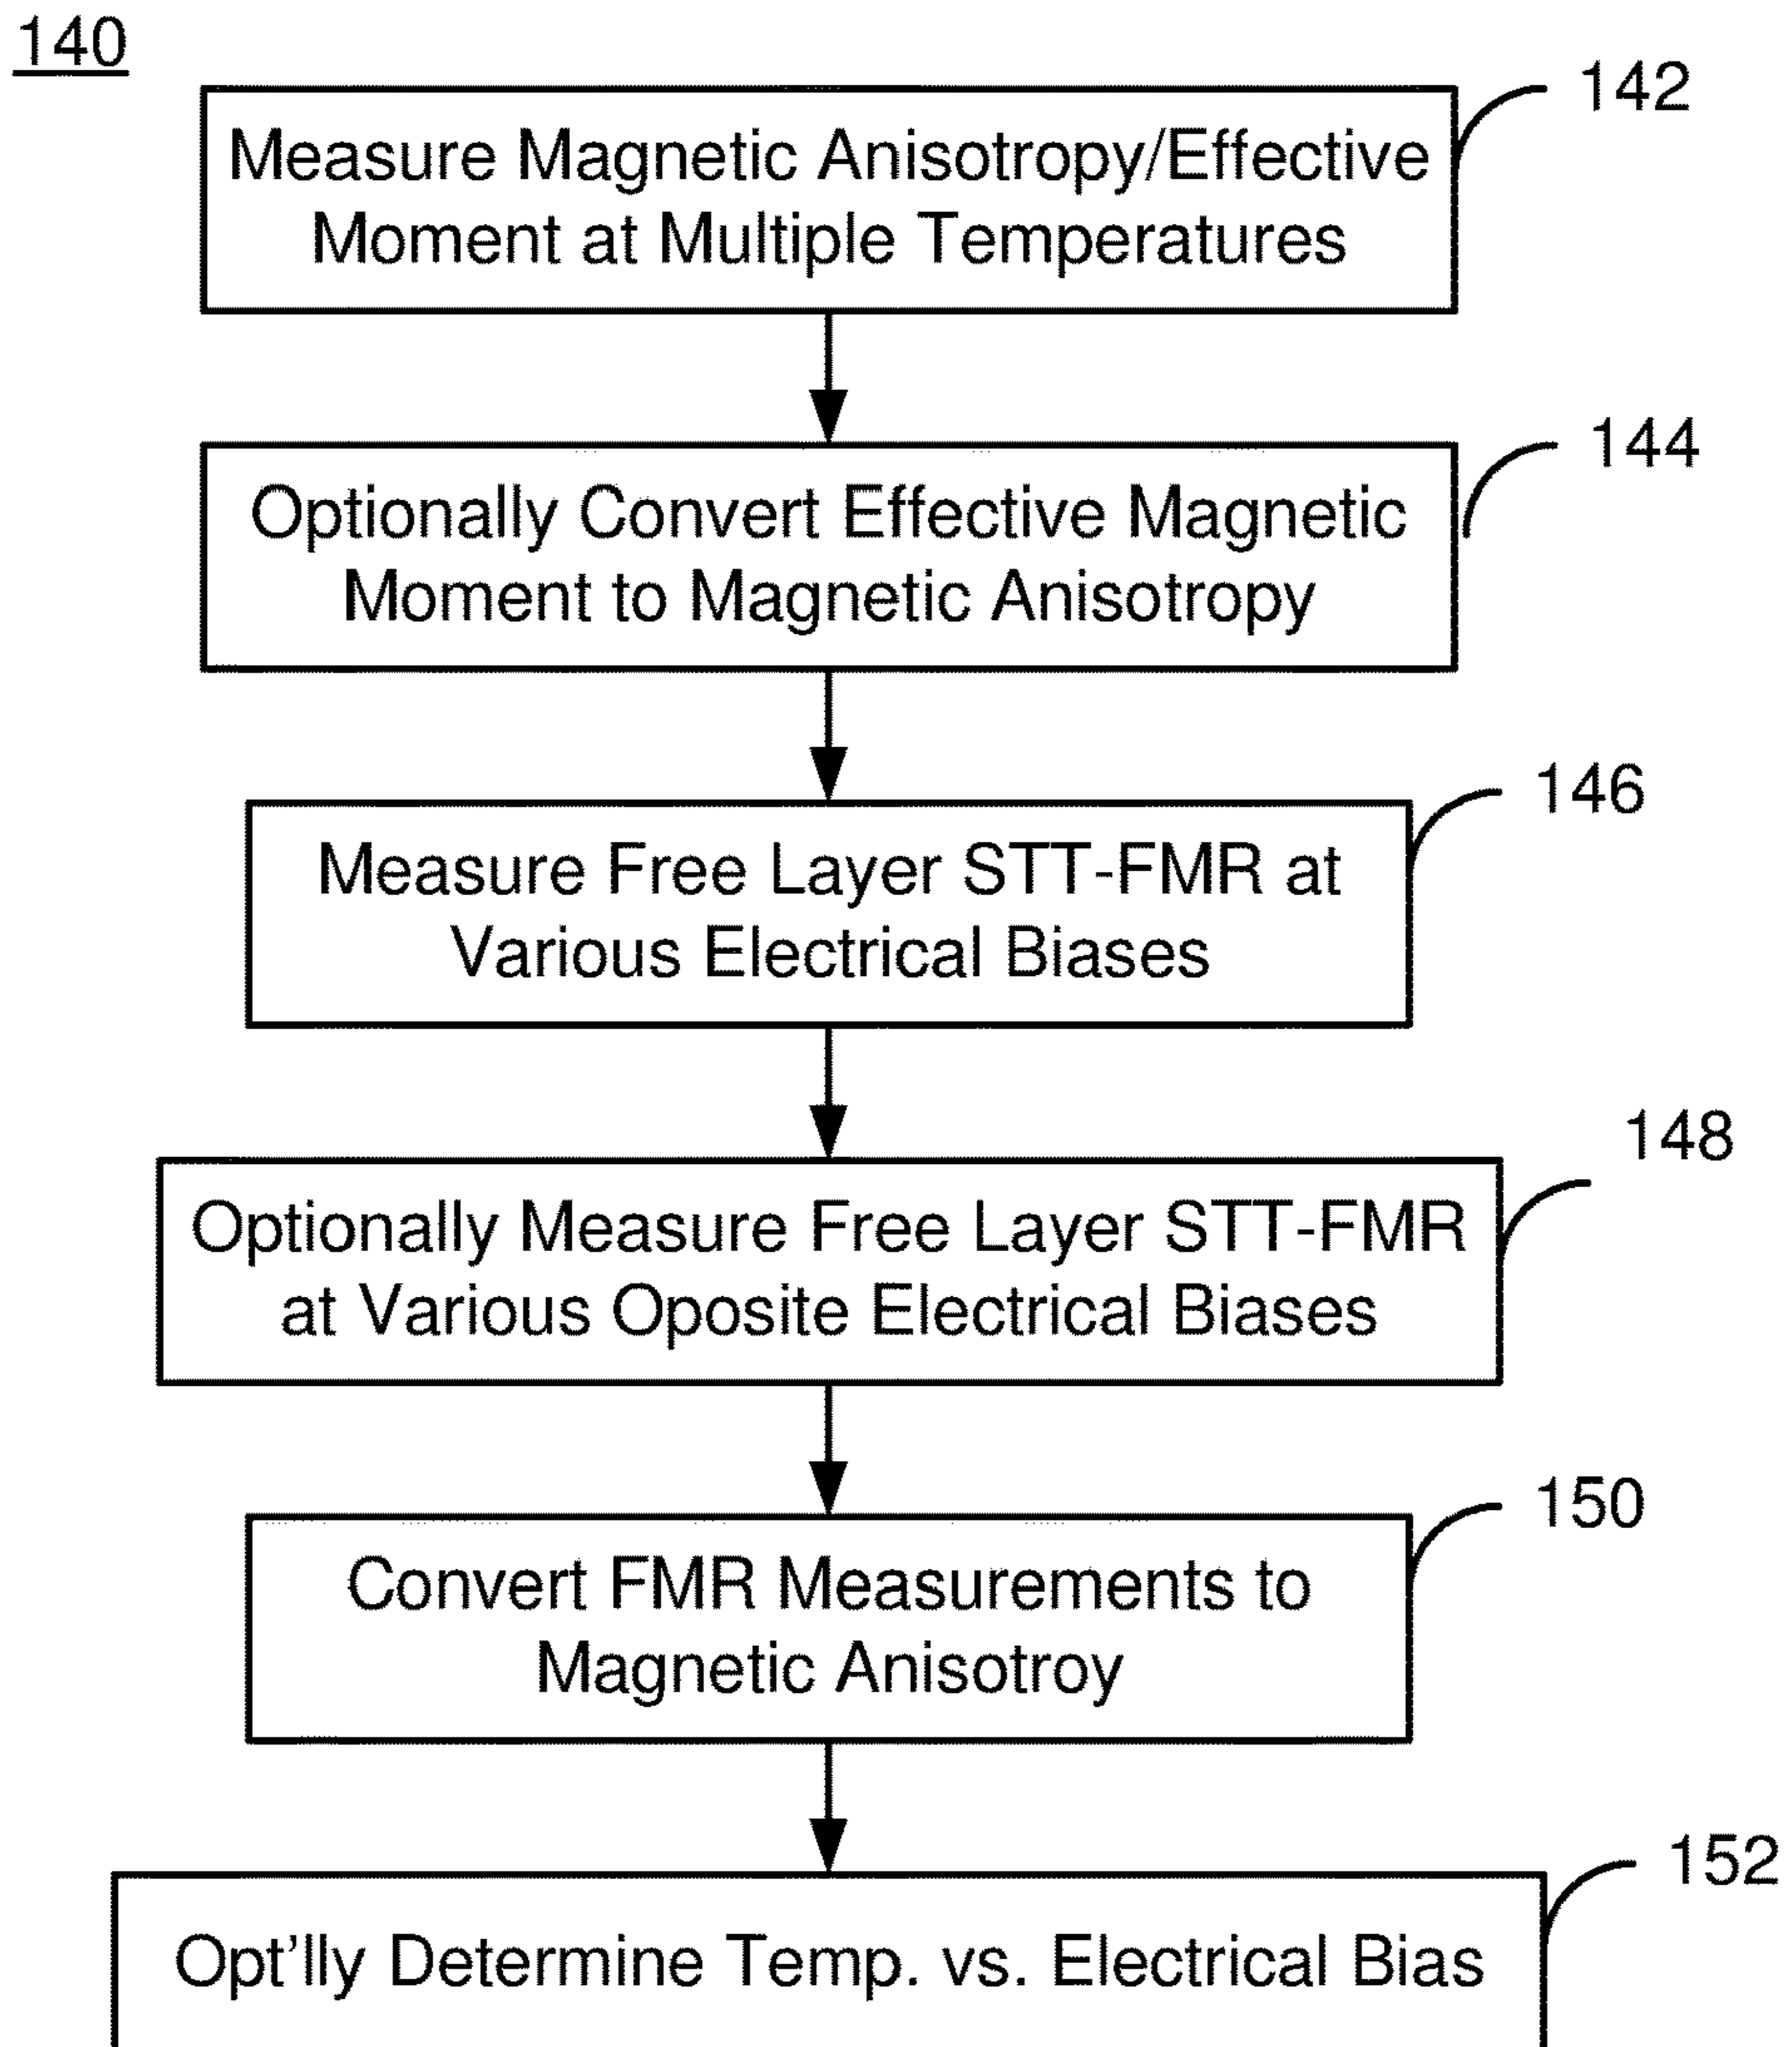 140
142
Measure Magnetic Anisotropy/Effective
Moment at Multiple Temperatures
144
Optionally Convert Effective Magnetic
Moment to Magnetic Anisotropy
146
Measure Free Layer STT-FMR at
Various Electrical Biases
148
Optionally Measure Free Layer STT-FMR
at Various Oposite Electrical Biases
150
Convert FMR Measurements to
Magnetic Anisotroy
152
Opt'lly Determine Temp. vs. Electrical Bias